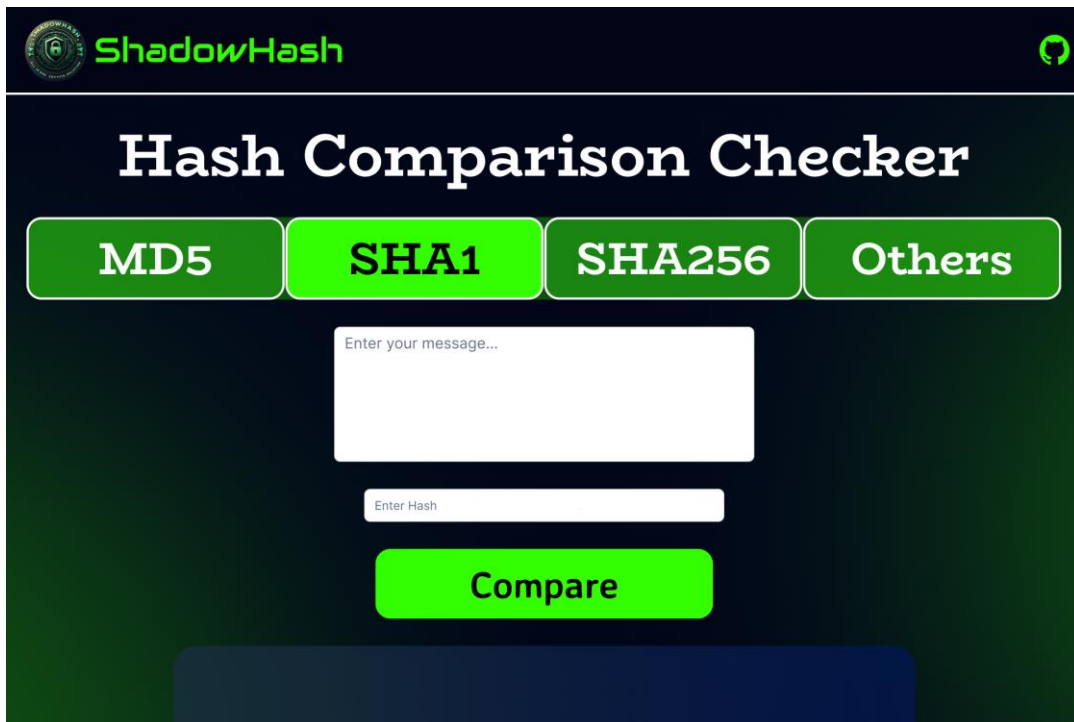 ShadowHash
Hash Comparison Checker
MD5 SHA1 SHA256 Others
Enter your message...
Enter Hash
Compare